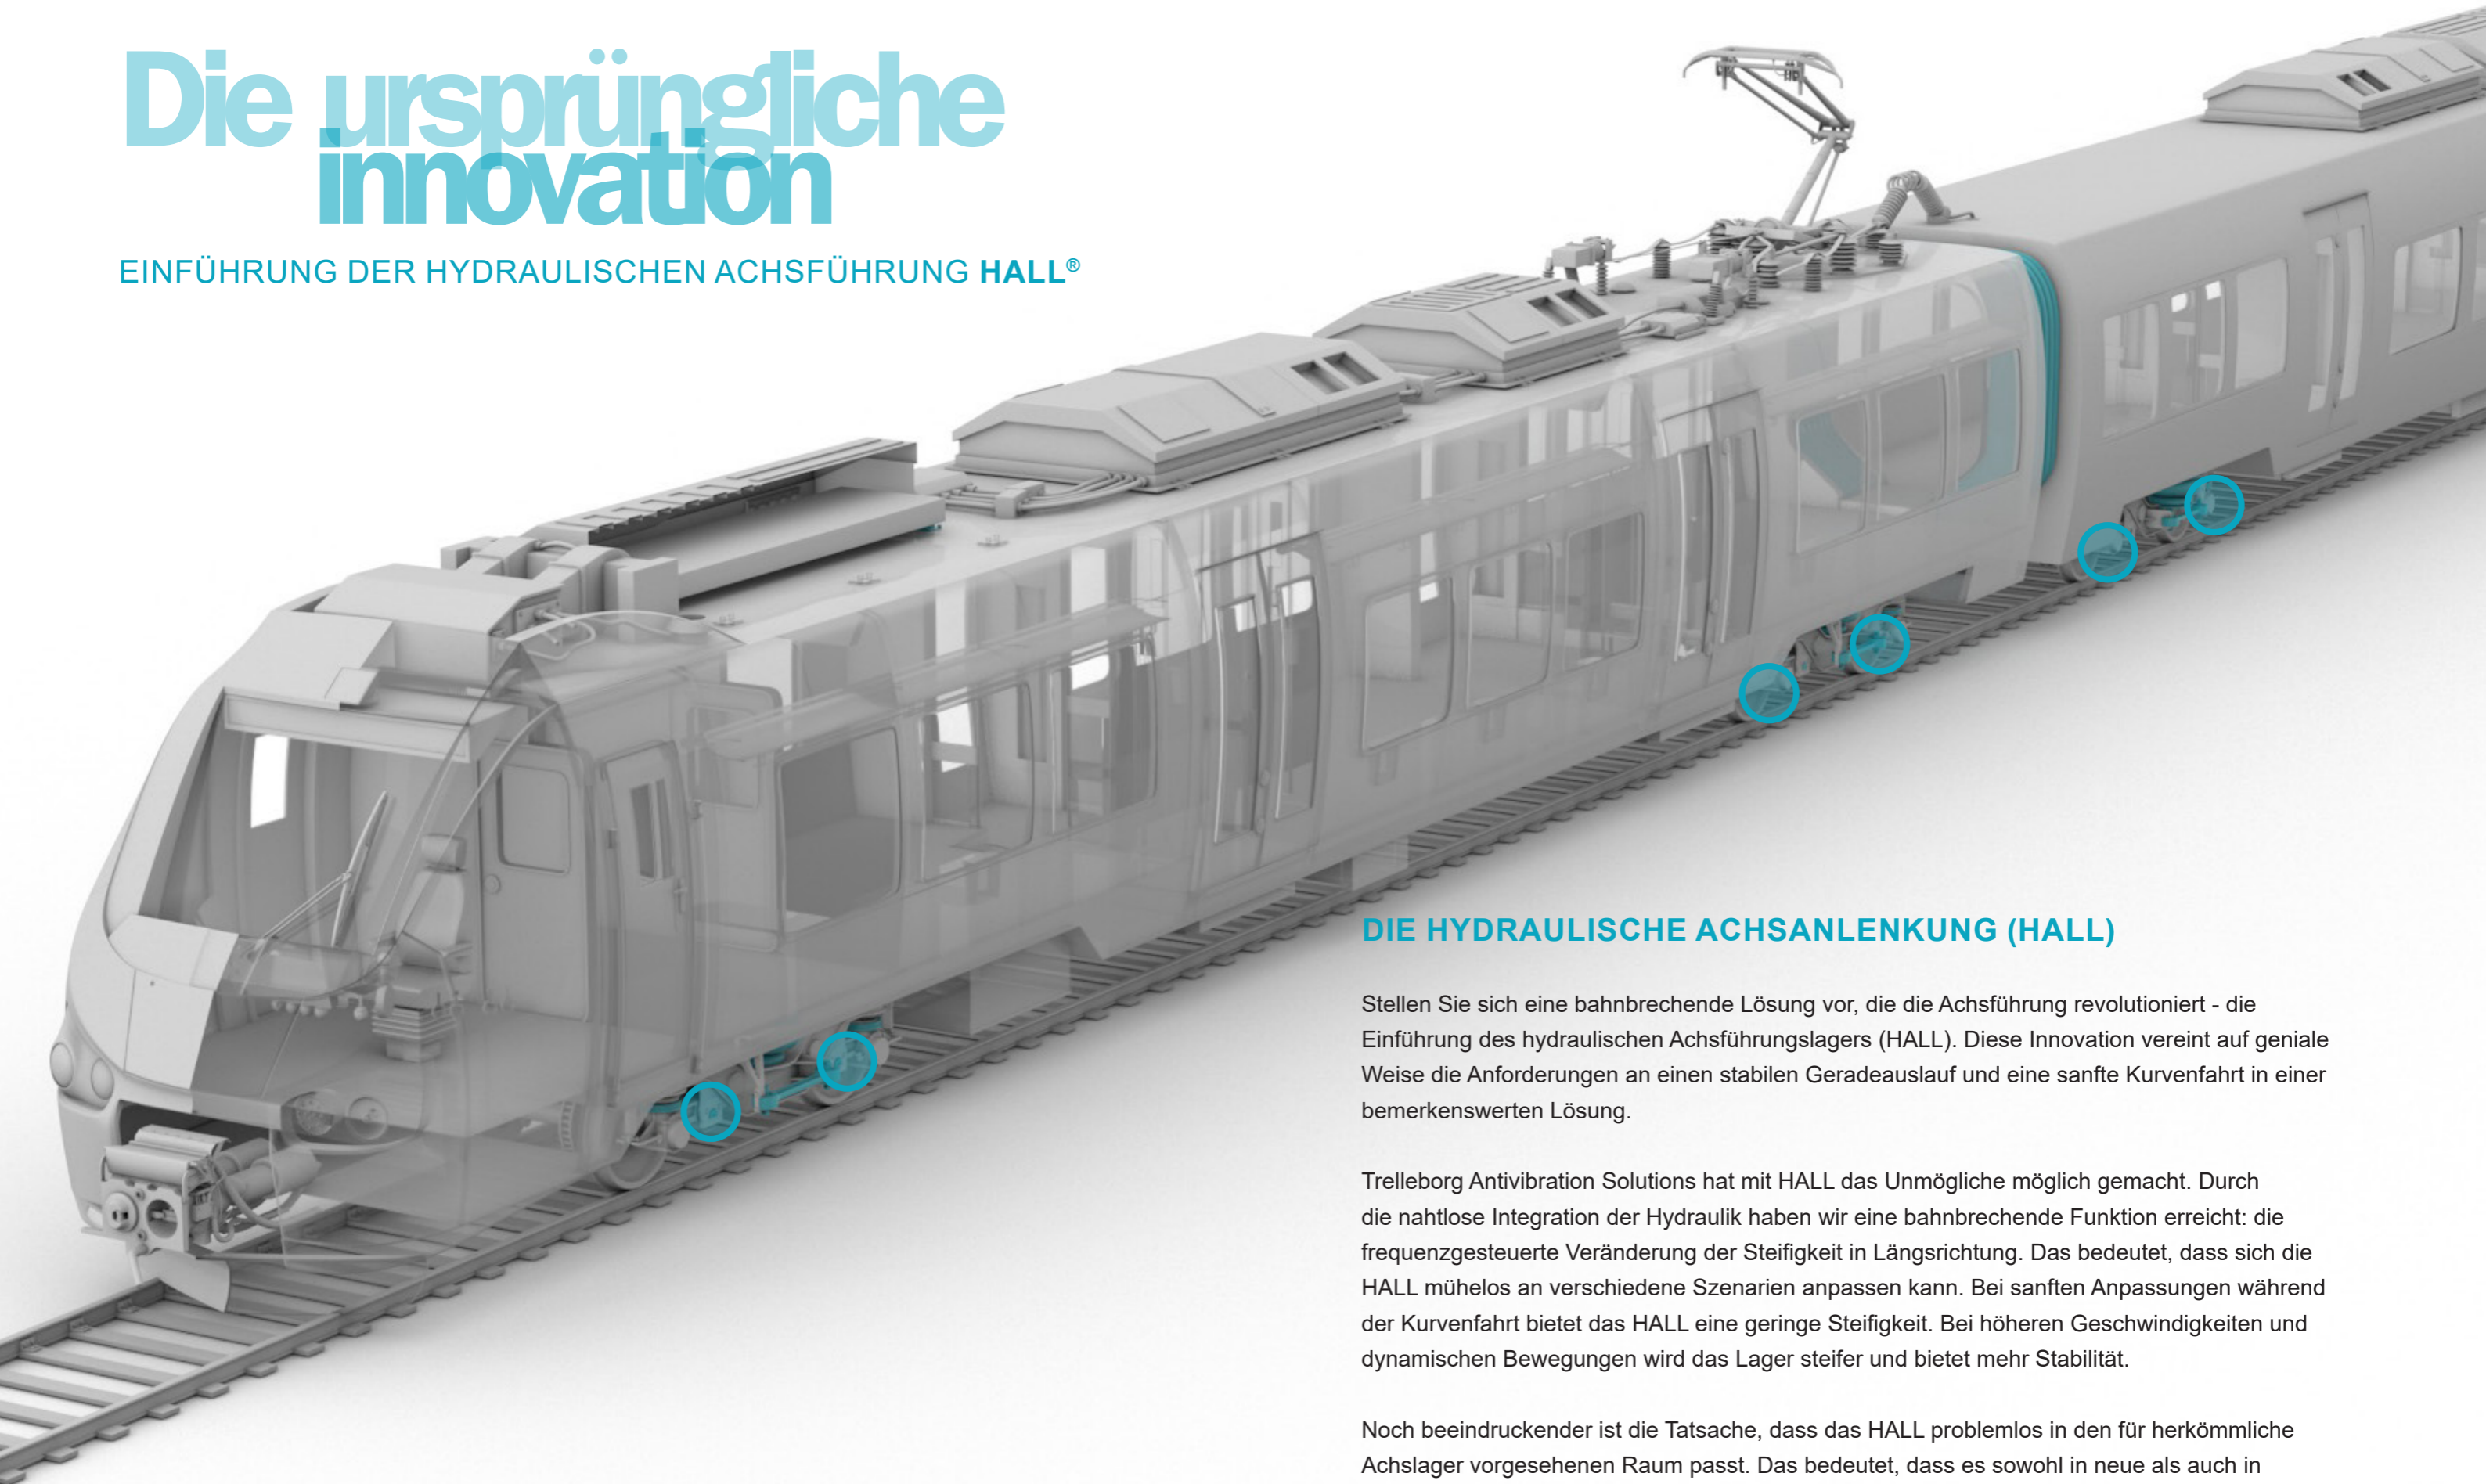 Die ursprüngliche
innovation
EINFÜHRUNG DER HYDRAULISCHEN ACHSFÜHRUNG HALL®
DIE HYDRAULISCHE ACHSANLENKUNG (HALL)
Stellen Sie sich eine bahnbrechende Lösung vor, die die Achsführung revolutioniert - die
Einführung des hydraulischen Achsführungslagers (HALL). Diese Innovation vereint auf geniale
Weise die Anforderungen an einen stabilen Geradeauslauf und eine sanfte Kurvenfahrt in einer
bemerkenswerten Lösung.
Trelleborg Antivibration Solutions hat mit HALL das Unmögliche möglich gemacht. Durch
die nahtlose Integration der Hydraulik haben wir eine bahnbrechende Funktion erreicht: die
frequenzgesteuerte Veränderung der Steifigkeit in Längsrichtung. Das bedeutet, dass sich die
HALL mühelos an verschiedene Szenarien anpassen kann. Bei sanften Anpassungen während
der Kurvenfahrt bietet das HALL eine geringe Steifigkeit. Bei höheren Geschwindigkeiten und
dynamischen Bewegungen wird das Lager steifer und bietet mehr Stabilität.
Noch beeindruckender ist die Tatsache, dass das HALL problemlos in den für herkömmliche
Achslager vorgesehenen Raum passt. Das bedeutet, dass es sowohl in neue als auch in